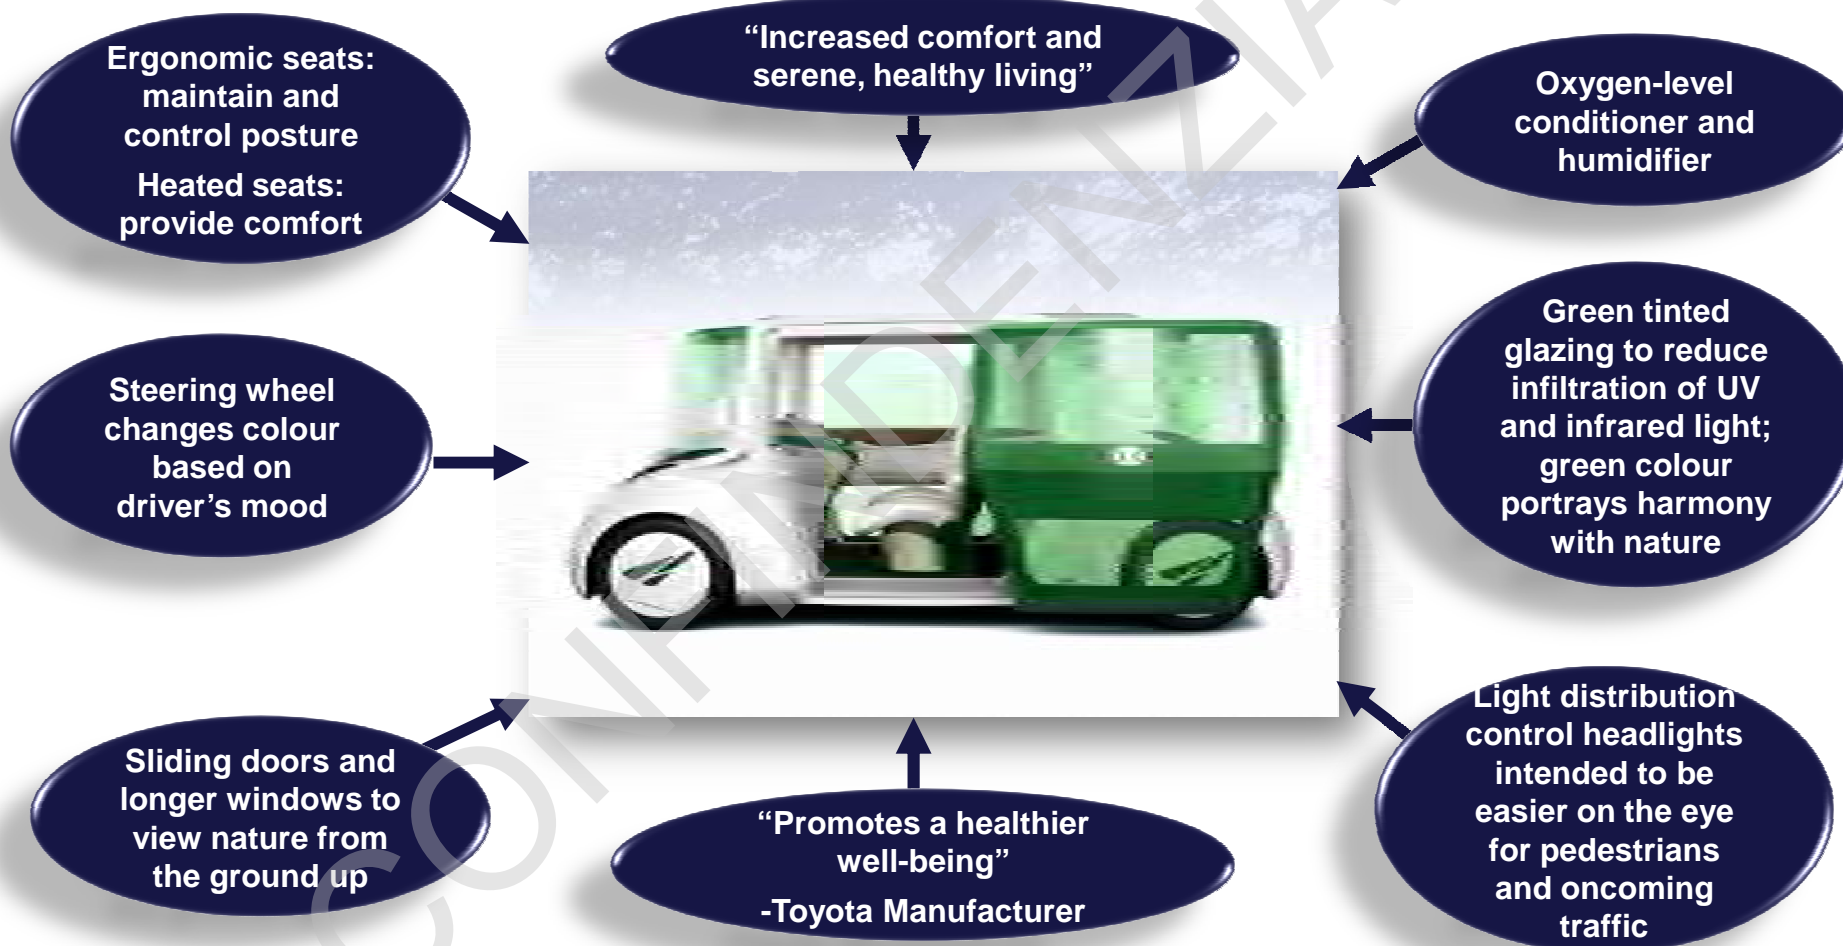 Ergonomic seats:
maintain and
control posture
Heated seats:
provide comfort
“Increased comfort and
serene, healthy living”
Oxygen-level
conditioner and
humidifier
Steering wheel
changes colour
based on
driver’s mood
Green tinted
glazing to reduce
infiltration of UV
and infrared light;
green colour
portrays harmony
with nature
Sliding doors and
longer windows to
view nature from
the ground up
“Promotes a healthier
well-being”
-Toyota Manufacturer
Light distribution
control headlights
intended to be
easier on the eye
for pedestrians
and oncoming
traffic
CONFINDENZIA